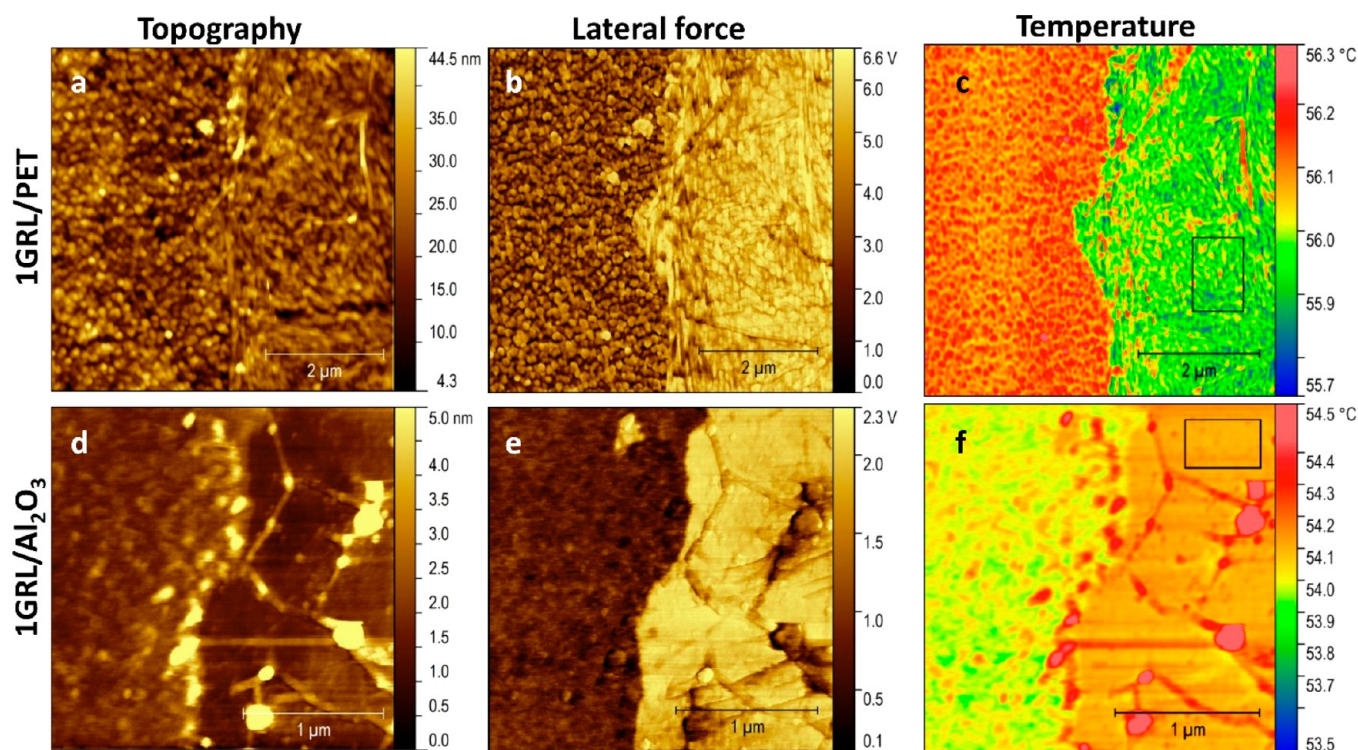 Topography Lateral force Temperature
1GRL/PET
a
44.5 nm
40.0
35.0
30.0
25.0
20.0
15.0
10.0
4.3
2 µm
b
6.6 V
6.0
5.0
4.0
3.0
2.0
1.0
0.0
2 µm
c
56.3 °C
56.2
56.1
56.0
55.9
55.8
55.7
2 µm
1GRL/Al₂O₃
d
5.0 nm
4.0
3.5
3.0
2.5
2.0
1.5
1.0
0.5
0.0
1 µm
e
2.3 V
2.0
1.5
1.0
0.5
0.1
1 µm
f
54.5 °C
54.4
54.3
54.2
54.1
54.0
53.9
53.8
53.7
53.6
53.5
1 µm